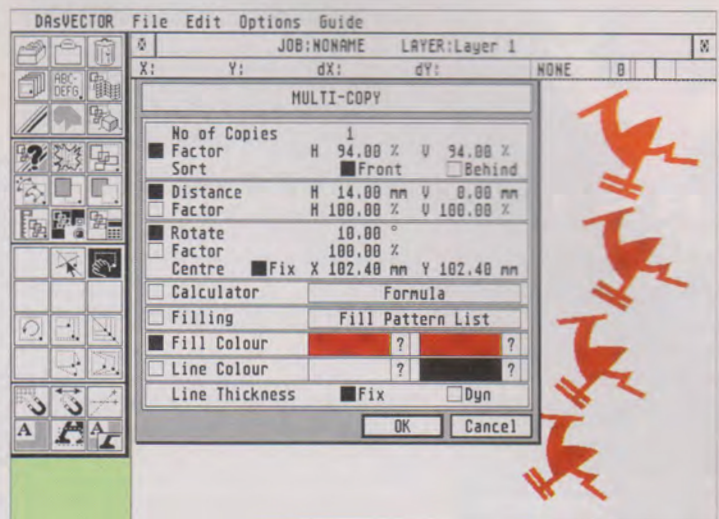 DAsVECTOR File Edit Options Guide
JOB:NONAME LAYER:Layer 1
X: Y: dX: dY: NONE 0
ABC-
DEFG.
MULTI-COPY
No of Copies 1
Factor H 94.00 % V 94.00 %
Sort Front Behind
Distance H 14.00 mm V 0.00 mm
Factor H 100.00 % V 100.00 %
Rotate 10.00 °
Factor 100.00 %
Centre Fix X 102.40 mm Y 102.40 mm
Calculator Formula
Filling Fill Pattern List
Fill Colour ? ?
Line Colour ? ?
Line Thickness Fix Dyn
OK Cancel
A A